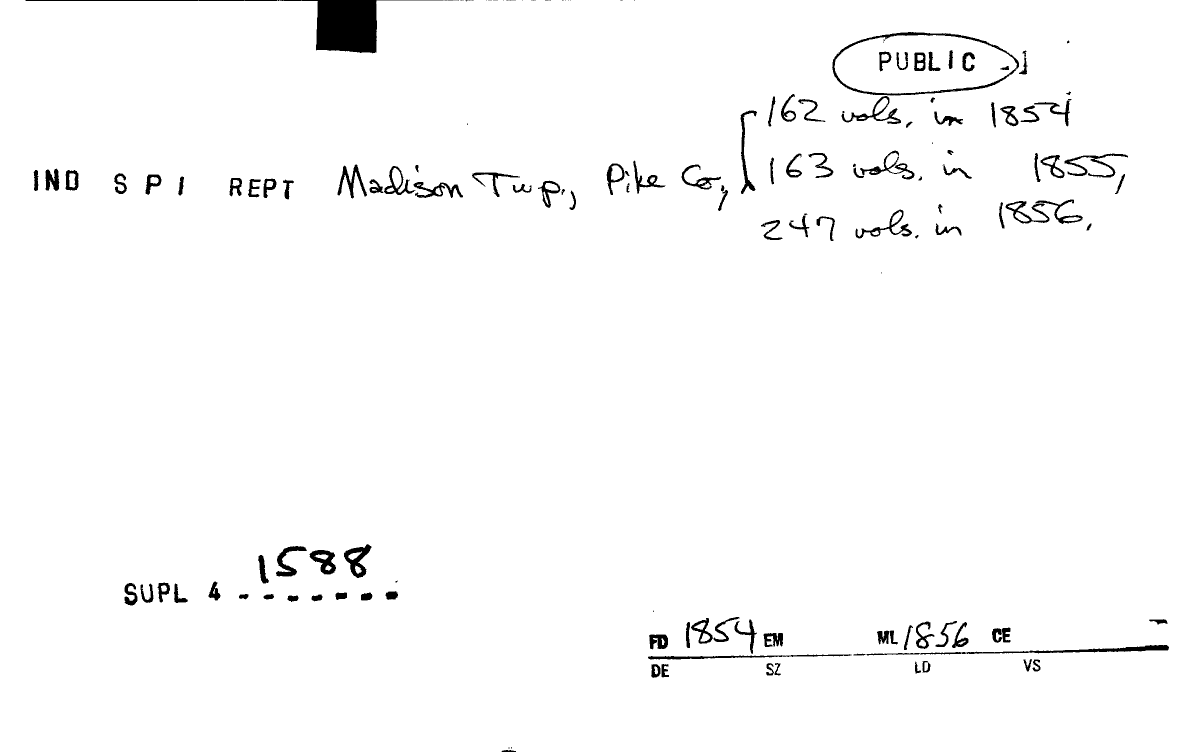 PUBLIC
162 vols. in 1854
IND S P I REPT Madison Twp., Pike Co., 163 vols. in 1855,
247 vols. in 1856.
1588
SUPL 4 - - - - - - -
FD 1854 EM ML 1856 CE
DE SZ LD VS